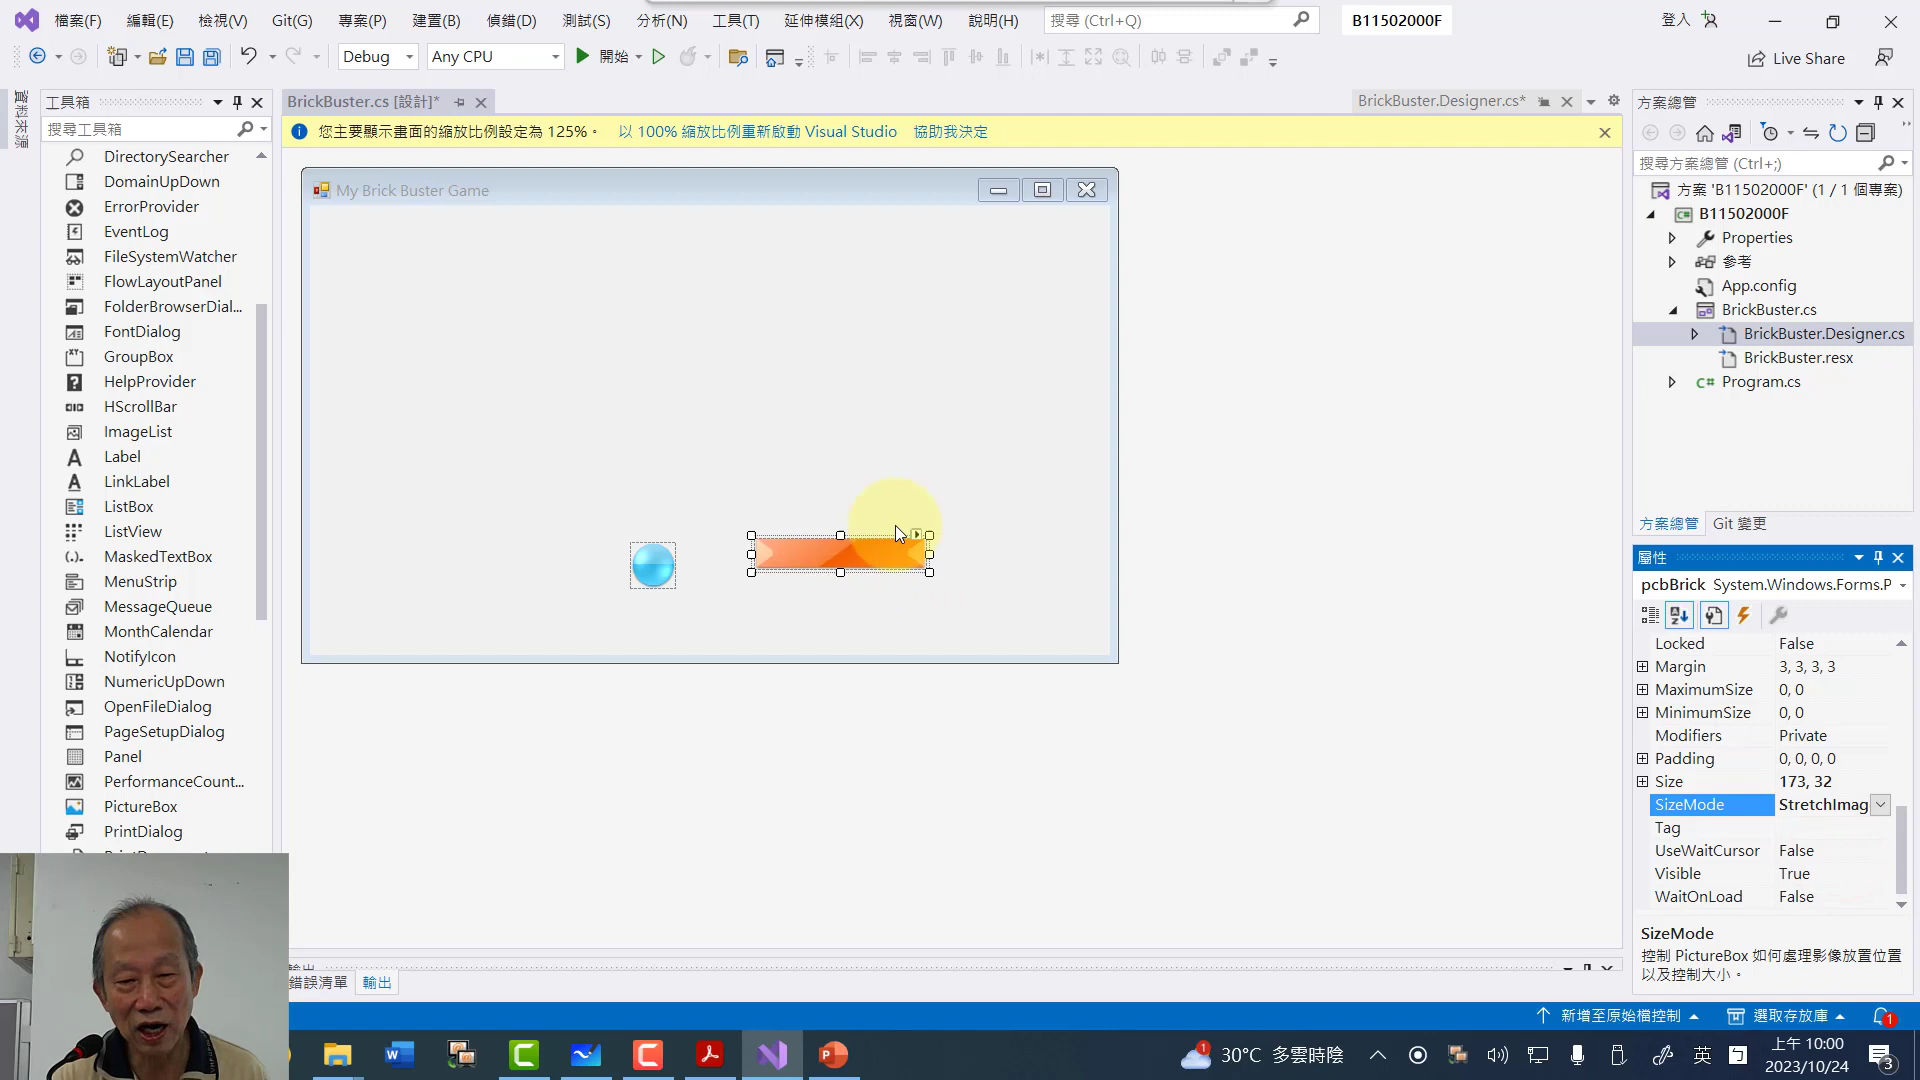 檔案(F) 編輯(E) 檢視(V) Git(G) 專案(P) 建置(B) 偵錯(D) 測試(S) 分析(N) 工具(T) 延伸模組(X) 視窗(W) 說明(H) 搜尋 (Ctrl+Q) B11502000F 登入
Debug Any CPU 開始 Live Share
資料來源
工具箱
搜尋工具箱
DirectorySearcher
DomainUpDown
ErrorProvider
EventLog
FileSystemWatcher
FlowLayoutPanel
FolderBrowserDial...
FontDialog
GroupBox
HelpProvider
HScrollBar
ImageList
Label
LinkLabel
ListBox
ListView
MaskedTextBox
MenuStrip
MessageQueue
MonthCalendar
NotifyIcon
NumericUpDown
OpenFileDialog
PageSetupDialog
Panel
PerformanceCount...
PictureBox
PrintDialog
BrickBuster.cs [設計]*
BrickBuster.Designer.cs*
您主要顯示畫面的縮放比例設定為 125%。 以 100% 縮放比例重新啟動 Visual Studio 協助我決定
My Brick Buster Game
錯誤清單 輸出
方案總管
搜尋方案總管 (Ctrl+;)
方案 'B11502000F' (1 / 1 個專案)
B11502000F
Properties
參考
App.config
BrickBuster.cs
BrickBuster.Designer.cs
BrickBuster.resx
Program.cs
方案總管 Git 變更
屬性
pcbBrick System.Windows.Forms.P
Locked False
Margin 3, 3, 3, 3
MaximumSize 0, 0
MinimumSize 0, 0
Modifiers Private
Padding 0, 0, 0, 0
Size 173, 32
SizeMode StretchImag
Tag
UseWaitCursor False
Visible True
WaitOnLoad False
SizeMode
控制 PictureBox 如何處理影像放置位置
以及控制大小。
新增至原始檔控制 選取存放庫 1
1 30°C 多雲時陰 英 上午 10:00
2023/10/24 3